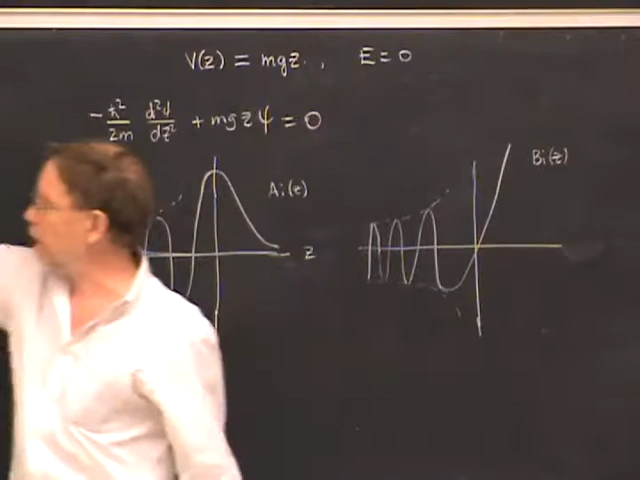 V(z) = mgz. , E = 0
- ħ²/2m d²ψ/dz² + mgzψ = 0
Ai(z)
Bi(z)
z